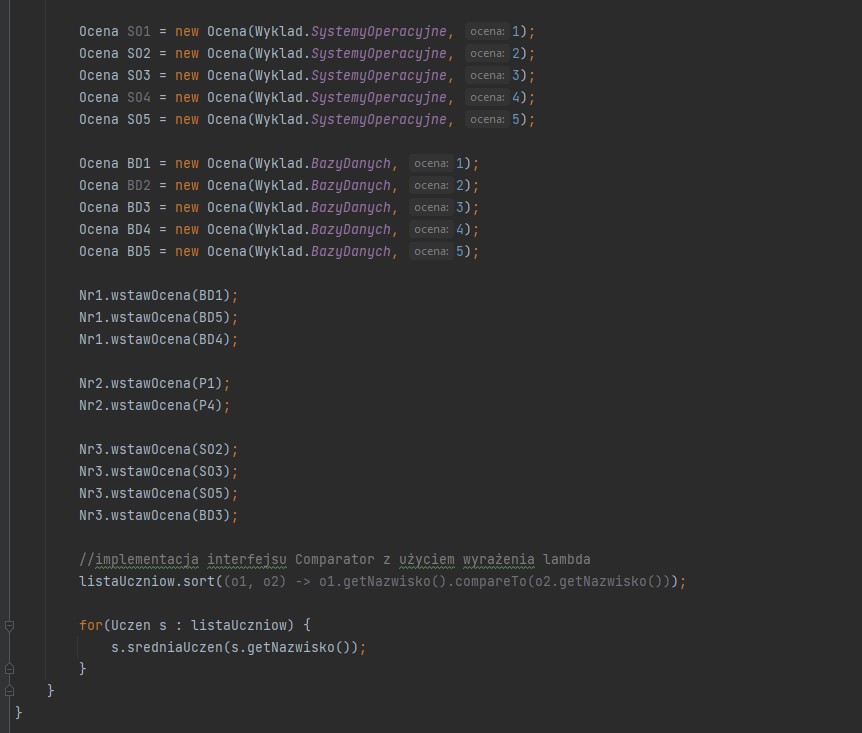 Ocena SO1 = new Ocena(Wyklad.SystemyOperacyjne, ocena: 1);
Ocena SO2 = new Ocena(Wyklad.SystemyOperacyjne, ocena: 2);
Ocena SO3 = new Ocena(Wyklad.SystemyOperacyjne, ocena: 3);
Ocena SO4 = new Ocena(Wyklad.SystemyOperacyjne, ocena: 4);
Ocena SO5 = new Ocena(Wyklad.SystemyOperacyjne, ocena: 5);
Ocena BD1 = new Ocena(Wyklad.BazyDanych, ocena: 1);
Ocena BD2 = new Ocena(Wyklad.BazyDanych, ocena: 2);
Ocena BD3 = new Ocena(Wyklad.BazyDanych, ocena: 3);
Ocena BD4 = new Ocena(Wyklad.BazyDanych, ocena: 4);
Ocena BD5 = new Ocena(Wyklad.BazyDanych, ocena: 5);
Nr1.wstawOcena(BD1);
Nr1.wstawOcena(BD5);
Nr1.wstawOcena(BD4);
Nr2.wstawOcena(P1);
Nr2.wstawOcena(P4);
Nr3.wstawOcena(SO2);
Nr3.wstawOcena(SO3);
Nr3.wstawOcena(SO5);
Nr3.wstawOcena(BD3);
//implementacja interfejsu Comparator z użyciem wyrażenia lambda
listaUczniow.sort((o1, o2) -> o1.getNazwisko().compareTo(o2.getNazwisko()));
for(Uczen s : listaUczniow) {
s.sredniaUczen(s.getNazwisko());
}
}
}